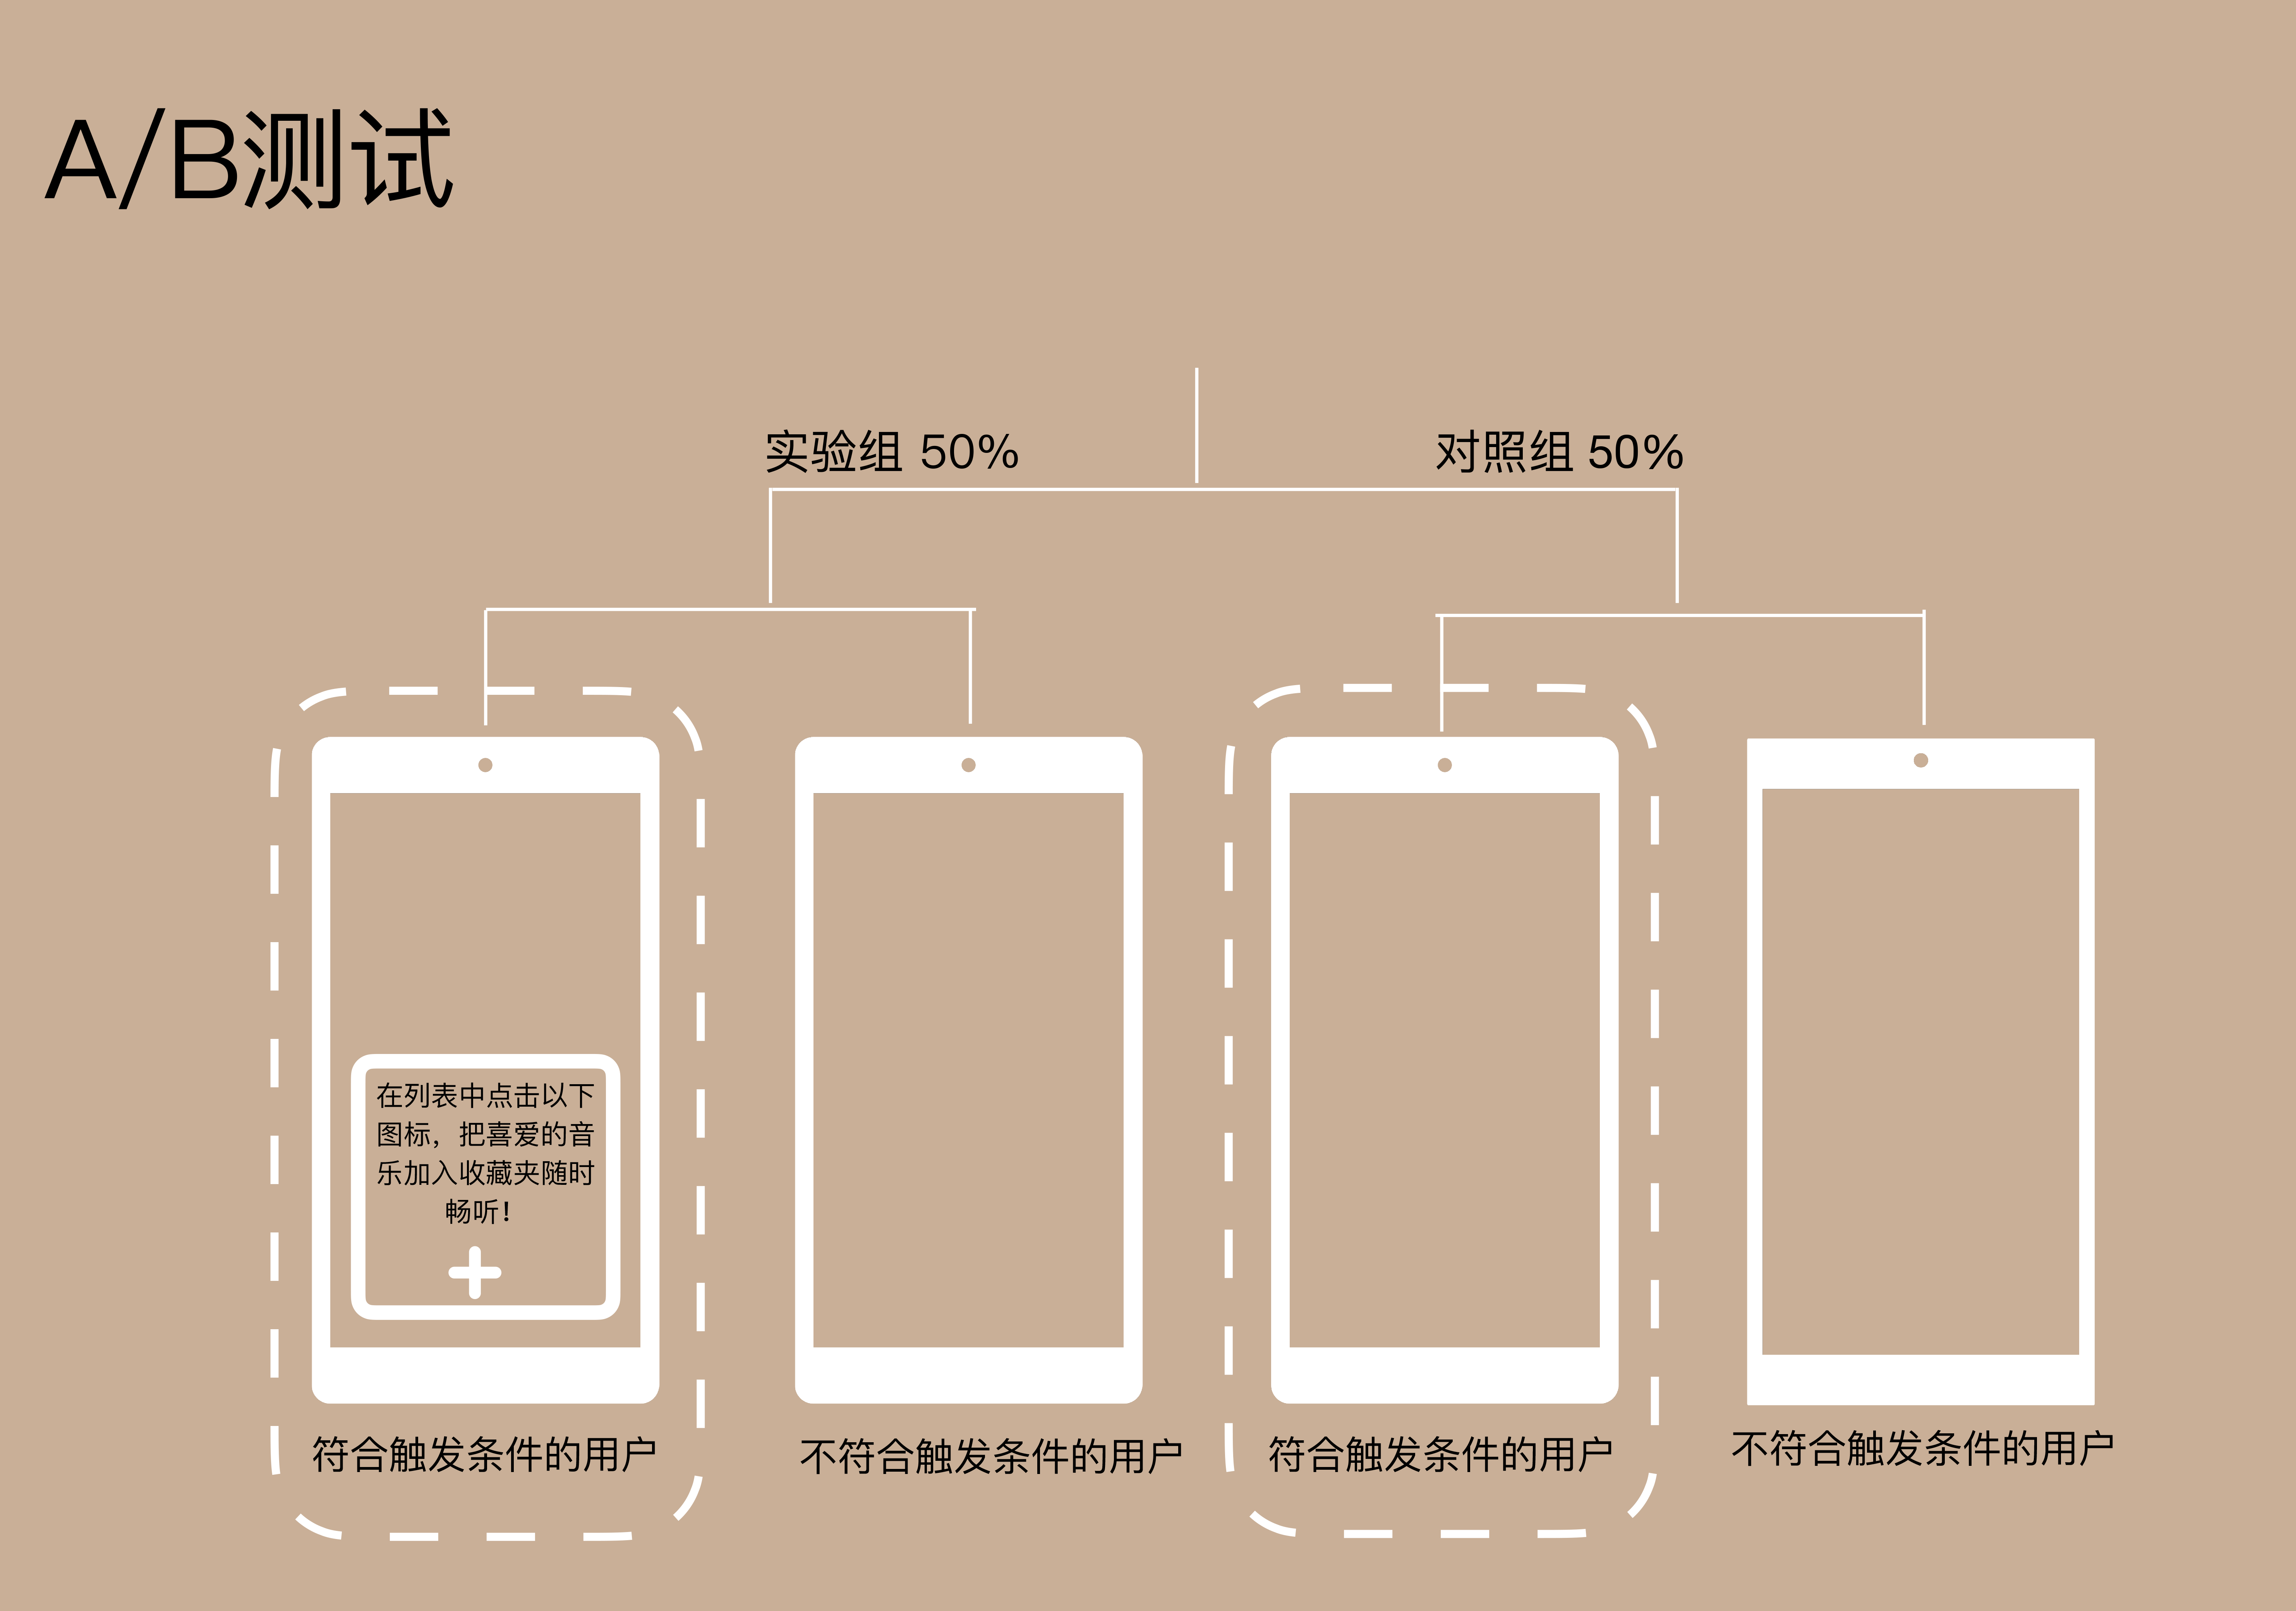 A/B测试
实验组 50%
对照组 50%
在列表中点击以下
图标，把喜爱的音
乐加入收藏夹随时
畅听！
符合触发条件的用户
不符合触发条件的用户
符合触发条件的用户
不符合触发条件的用户